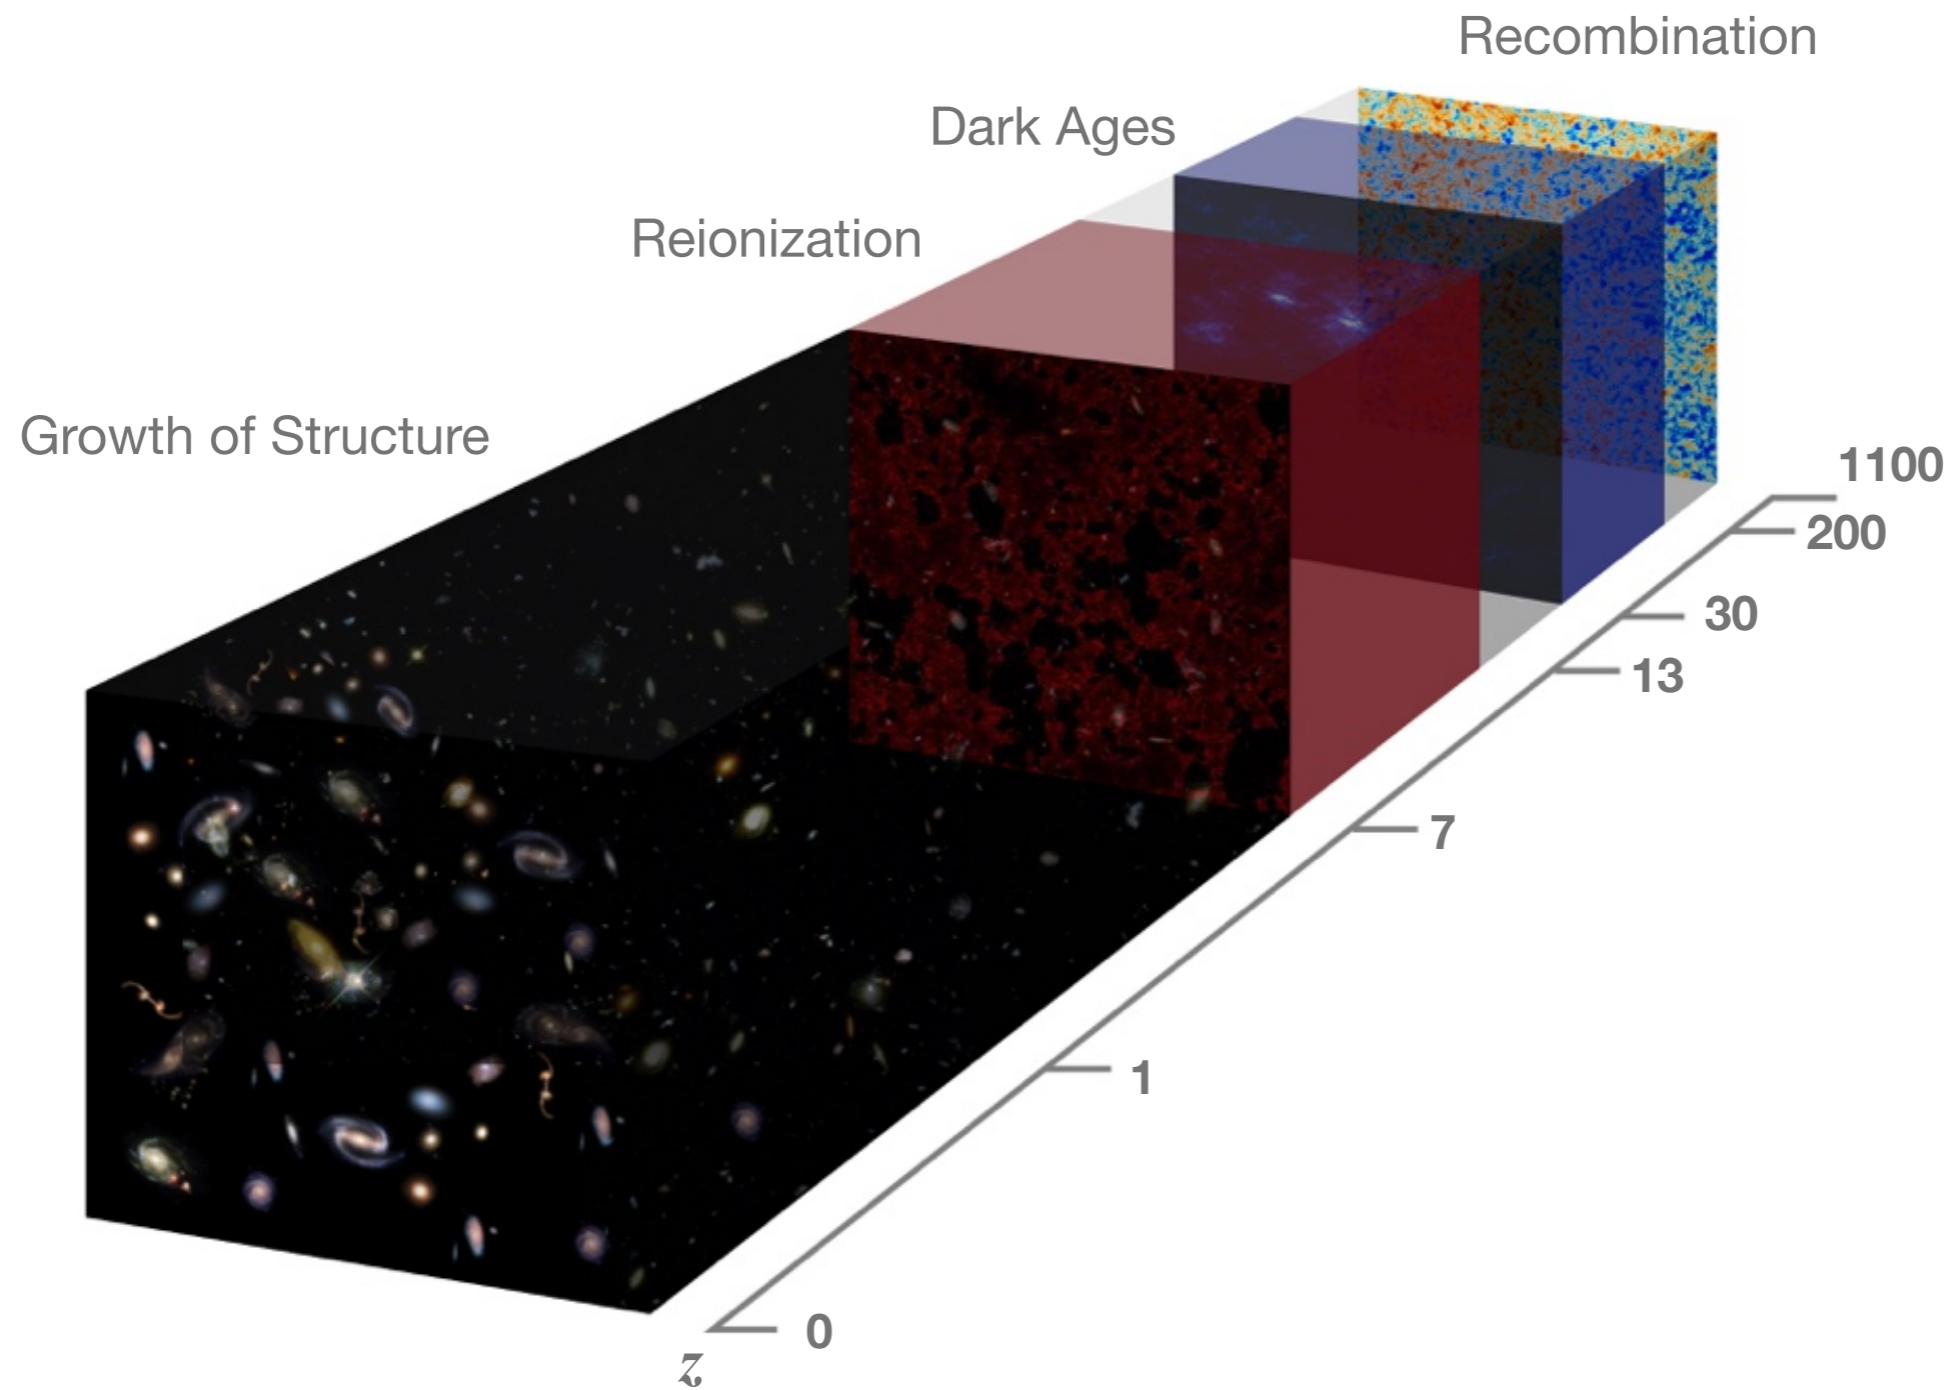 Recombination
Dark Ages
Reionization
Growth of Structure
1100
200
30
13
7
1
0
z